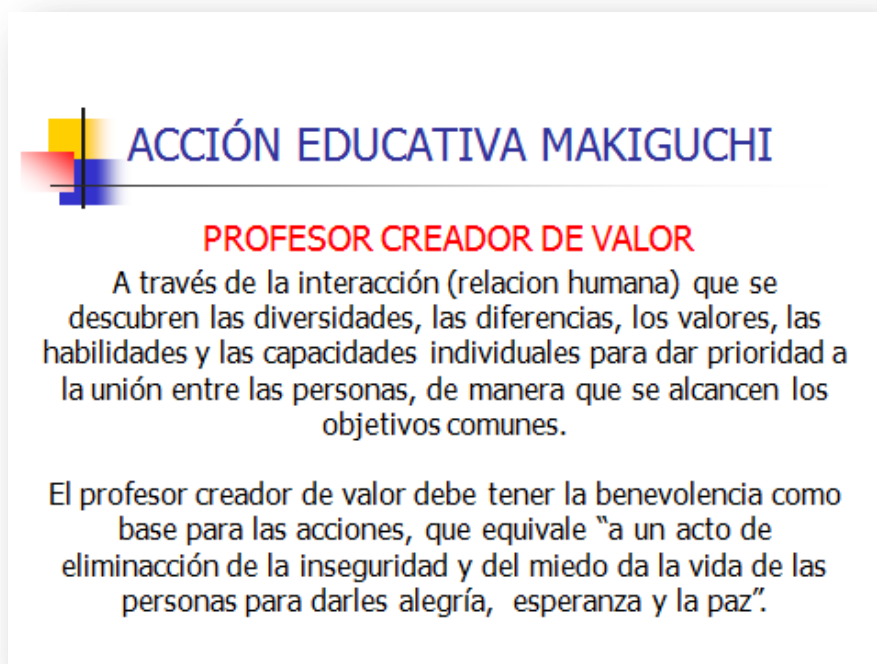 ACCIÓN EDUCATIVA MAKIGUCHI
PROFESOR CREADOR DE VALOR
A través de la interacción (relacion humana) que se
descubren las diversidades, las diferencias, los valores, las
habilidades y las capacidades individuales para dar prioridad a
la unión entre las personas, de manera que se alcancen los
objetivos comunes.
El profesor creador de valor debe tener la benevolencia como
base para las acciones, que equivale “a un acto de
eliminacción de la inseguridad y del miedo da la vida de las
personas para darles alegría, esperanza y la paz”.